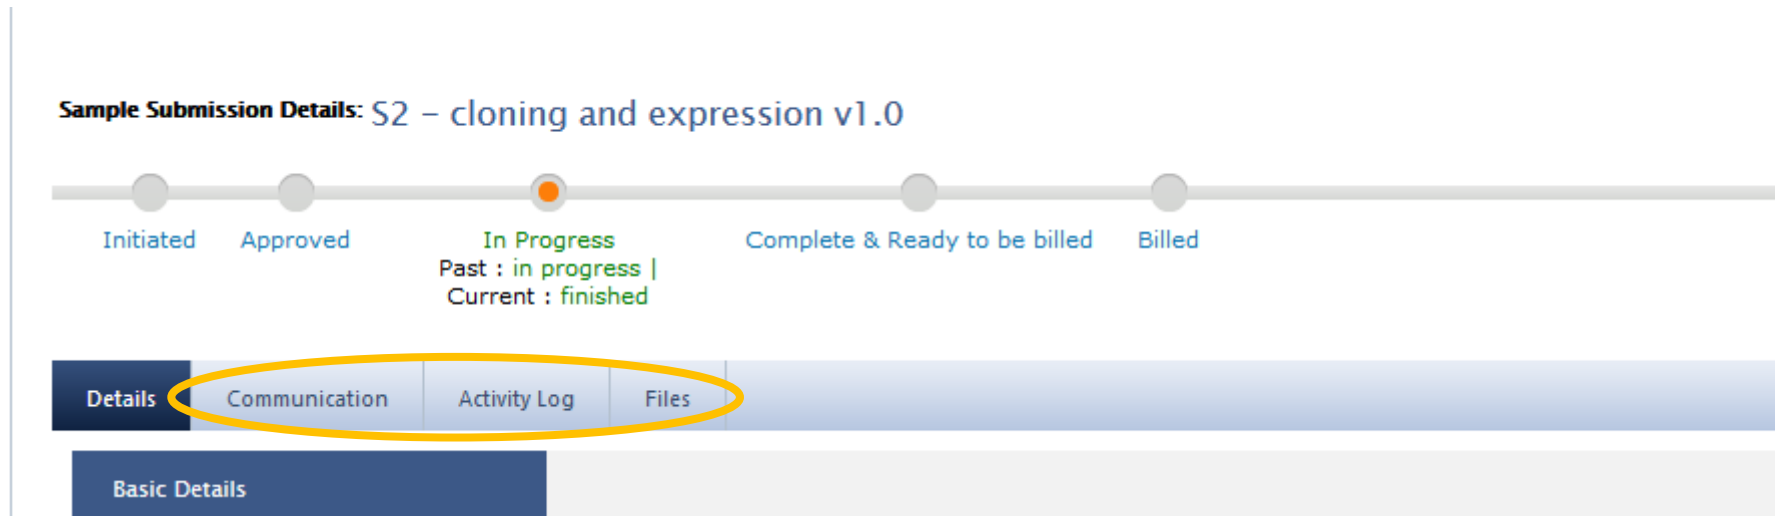 Sample Submission Details: S2 – cloning and expression v1.0
Initiated Approved In Progress Complete & Ready to be billed Billed
Past : in progress |
Current : finished
Details Communication Activity Log Files
Basic Details